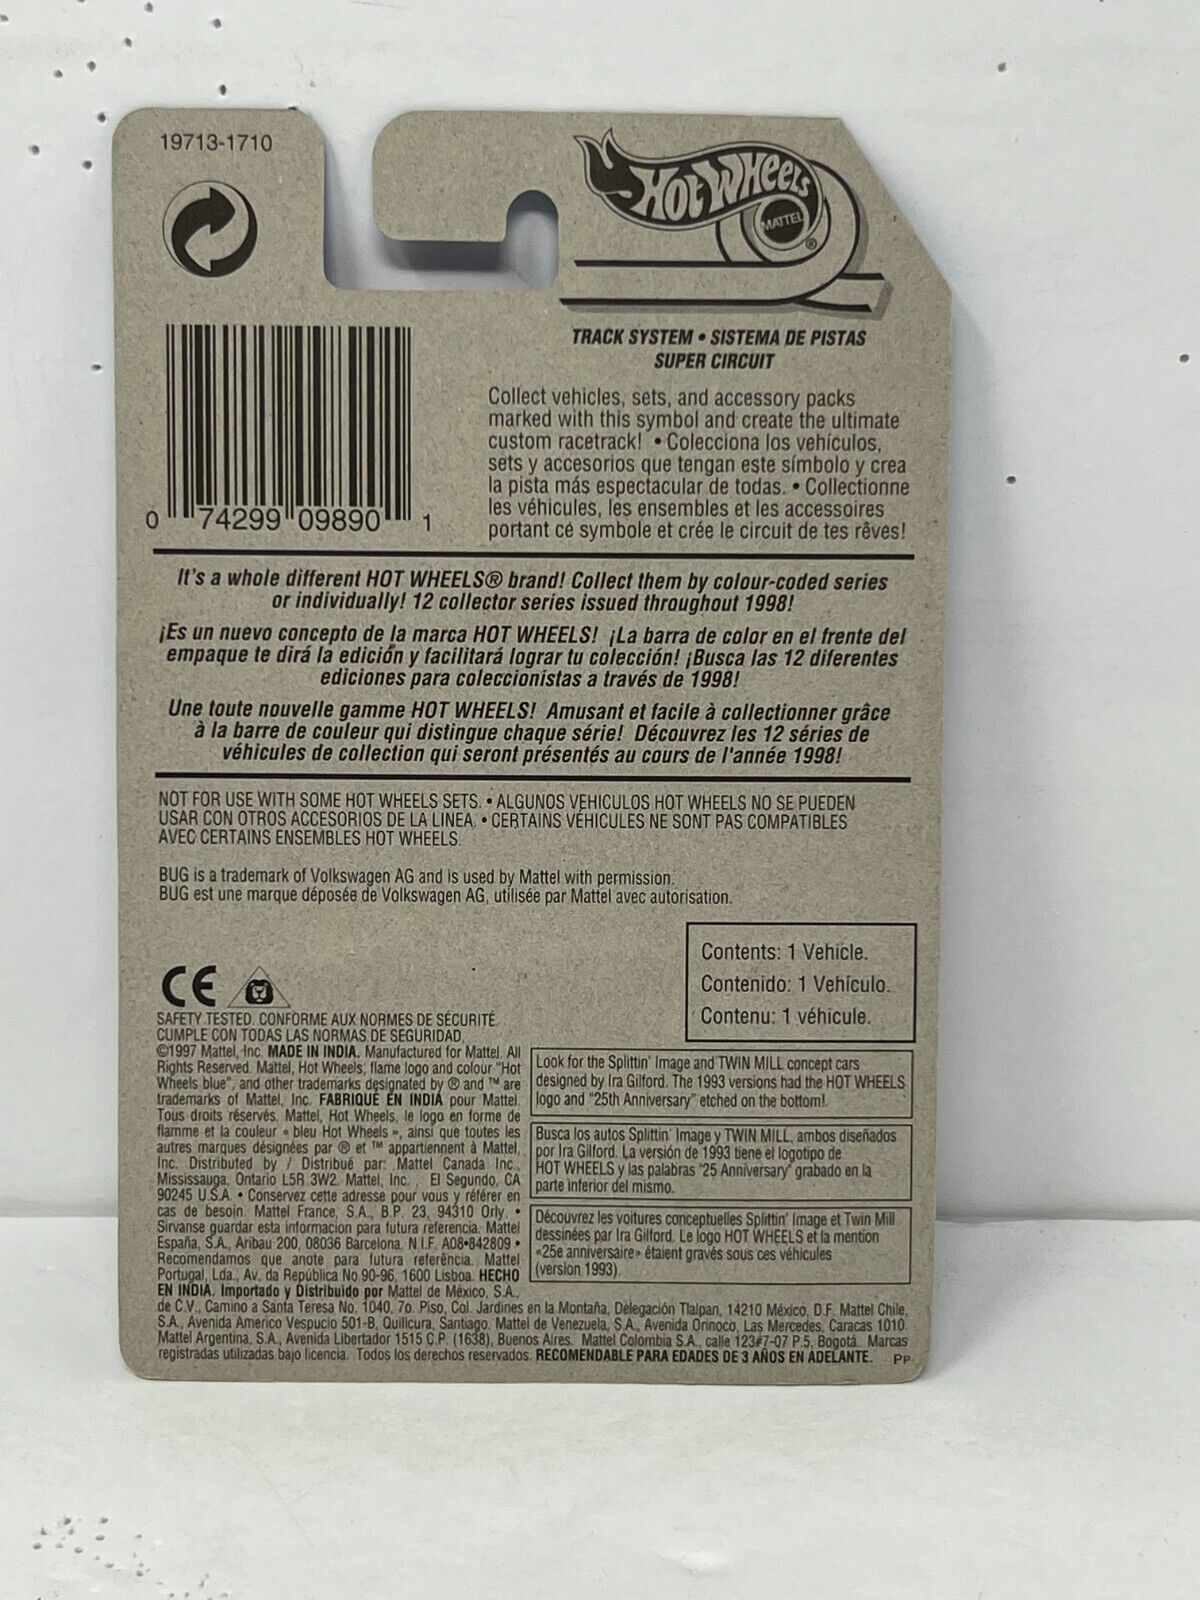 19713-1710
HOT WHEELS
MATTEL
®
TRACK SYSTEM • SISTEMA DE PISTAS
SUPER CIRCUIT
Collect vehicles, sets, and accessory packs
marked with this symbol and create the ultimate
custom racetrack! • Colecciona los vehículos,
sets y accesorios que tengan este símbolo y crea
la pista más espectacular de todas. • Collectionne
les véhicules, les ensembles et les accessoires
portant ce symbole et crée le circuit de tes rêves!
0 74299 09890 1
It's a whole different HOT WHEELS® brand! Collect them by colour-coded series
or individually! 12 collector series issued throughout 1998!
¡Es un nuevo concepto de la marca HOT WHEELS! ¡La barra de color en el frente del
empaque te dirá la edición y facilitará lograr tu colección! ¡Busca las 12 diferentes
ediciones para coleccionistas a través de 1998!
Une toute nouvelle gamme HOT WHEELS! Amusant et facile à collectionner grâce
à la barre de couleur qui distingue chaque série! Découvrez les 12 séries de
véhicules de collection qui seront présentés au cours de l'année 1998!
NOT FOR USE WITH SOME HOT WHEELS SETS. • ALGUNOS VEHICULOS HOT WHEELS NO SE PUEDEN
USAR CON OTROS ACCESORIOS DE LA LINEA. • CERTAINS VÉHICULES NE SONT PAS COMPATIBLES
AVEC CERTAINS ENSEMBLES HOT WHEELS.
BUG is a trademark of Volkswagen AG and is used by Mattel with permission.
BUG est une marque déposée de Volkswagen AG, utilisée par Mattel avec autorisation.
Contents: 1 Vehicle.
Contenido: 1 Vehículo.
Contenu: 1 véhicule.
CE
SAFETY TESTED. CONFORME AUX NORMES DE SÉCURITÉ.
CUMPLE CON TODAS LAS NORMAS DE SEGURIDAD.
©1997 Mattel, Inc. MADE IN INDIA. Manufactured for Mattel. All
Rights Reserved. Mattel, Hot Wheels, flame logo and colour "Hot
Wheels blue", and other trademarks designated by ® and ™ are
trademarks of Mattel, Inc. FABRIQUÉ EN INDIA pour Mattel.
Tous droits réservés. Mattel, Hot Wheels, le logo en forme de
flamme et la couleur « bleu Hot Wheels », ainsi que toutes les
autres marques désignées par ® et ™ appartiennent à Mattel,
Inc. Distributed by / Distribué par: Mattel Canada Inc.,
Mississauga, Ontario L5R 3W2. Mattel, Inc., El Segundo, CA
90245 U.S.A. • Conservez cette adresse pour vous y référer en
cas de besoin. Mattel France, S.A., B.P. 23, 94310 Orly. •
Sirvanse guardar esta informacion para futura referencia. Mattel
España, S.A., Aribau 200, 08036 Barcelona. N.I.F. A08•842809 •
Recomendamos que anote para futura referência. Mattel
Portugal, Lda., Av. da República No.90-96, 1600 Lisboa. HECHO
EN INDIA. Importado y Distribuido por Mattel de México, S.A.,
de C.V., Camino a Santa Teresa No. 1040, 7o. Piso, Col. Jardines en la Montaña, Delegación Tlalpan, 14210 México, D.F. Mattel Chile,
S.A., Avenida Americo Vespucio 501-B, Quilicura, Santiago. Mattel de Venezuela, S.A., Avenida Orinoco, Las Mercedes, Caracas 1010.
Mattel Argentina, S.A., Avenida Libertador 1515 C.P. (1638), Buenos Aires. Mattel Colombia S.A., calle 123#7-07 P.5, Bogotá. Marcas
registradas utilizadas bajo licencia. Todos los derechos reservados. RECOMENDABLE PARA EDADES DE 3 AÑOS EN ADELANTE. PP
Look for the Splittin' Image and TWIN MILL concept cars
designed by Ira Gilford. The 1993 versions had the HOT WHEELS
logo and "25th Anniversary" etched on the bottom!
Busca los autos Splittin' Image y TWIN MILL, ambos diseñados
por Ira Gilford. La versión de 1993 tiene el logotipo de
HOT WHEELS y las palabras "25 Anniversary" grabado en la
parte inferior del mismo.
Découvrez les voitures conceptuelles Splittin' Image et Twin Mill
dessinées par Ira Gilford. Le logo HOT WHEELS et la mention
«25e anniversaire» étaient gravés sous ces véhicules
(version 1993).